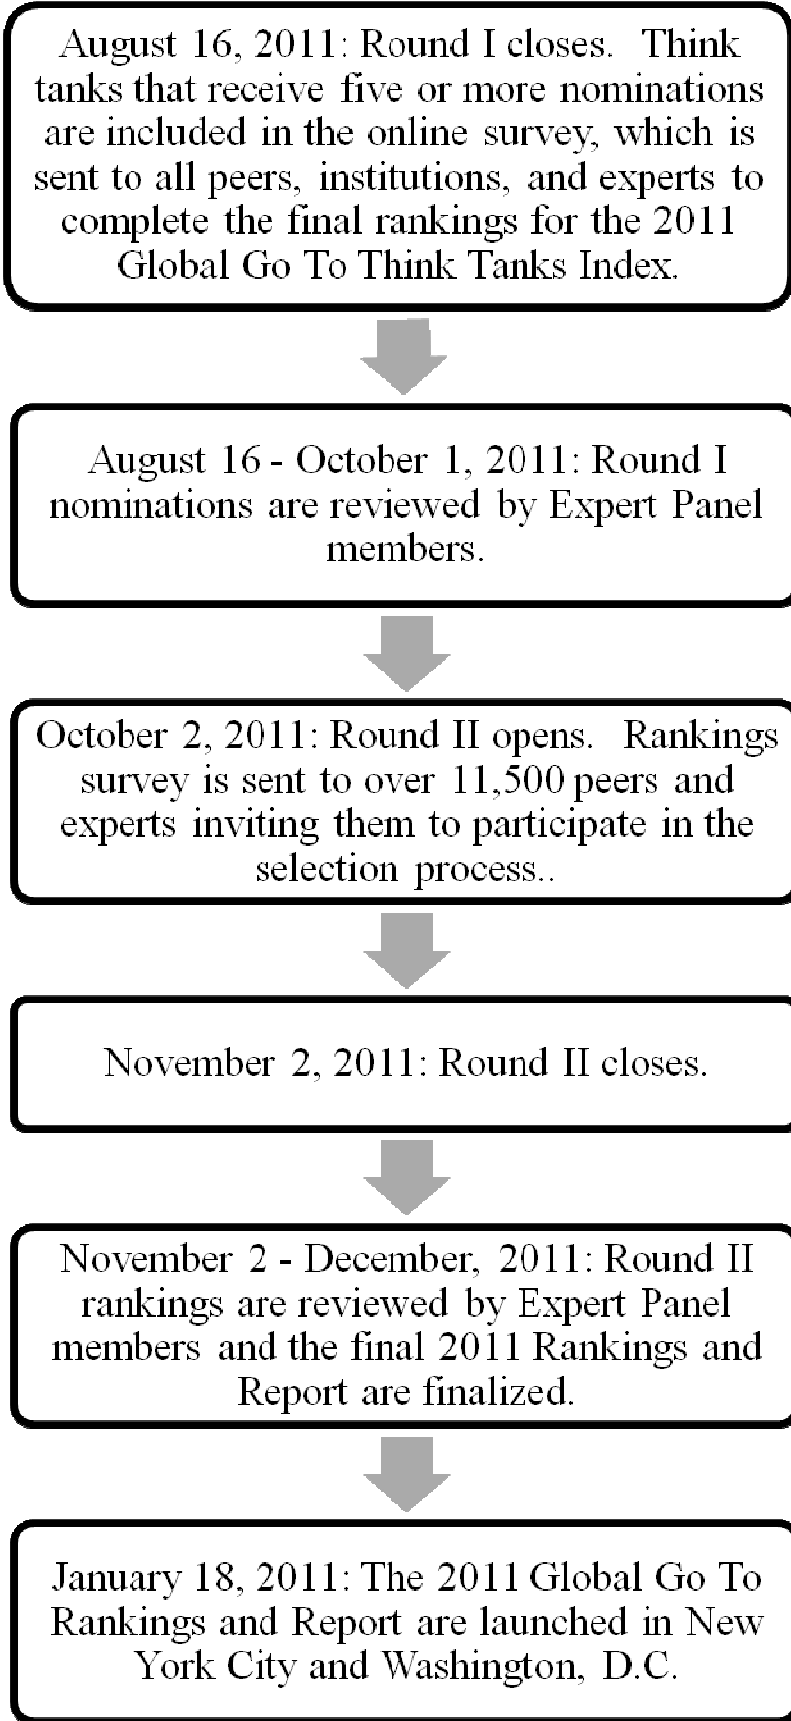 August 16, 2011: Round I closes. Think
tanks that receive five or more nominations
are included in the online survey, which is
sent to all peers, institutions, and experts to
complete the final rankings for the 2011
Global Go To Think Tanks Index.
August 16 - October 1, 2011: Round I
nominations are reviewed by Expert Panel
members.
October 2, 2011: Round II opens. Rankings
survey is sent to over 11,500 peers and
experts inviting them to participate in the
selection process..
November 2, 2011: Round II closes.
November 2 - December, 2011: Round II
rankings are reviewed by Expert Panel
members and the final 2011 Rankings and
Report are finalized.
January 18, 2011: The 2011 Global Go To
Rankings and Report are launched in New
York City and Washington, D.C.